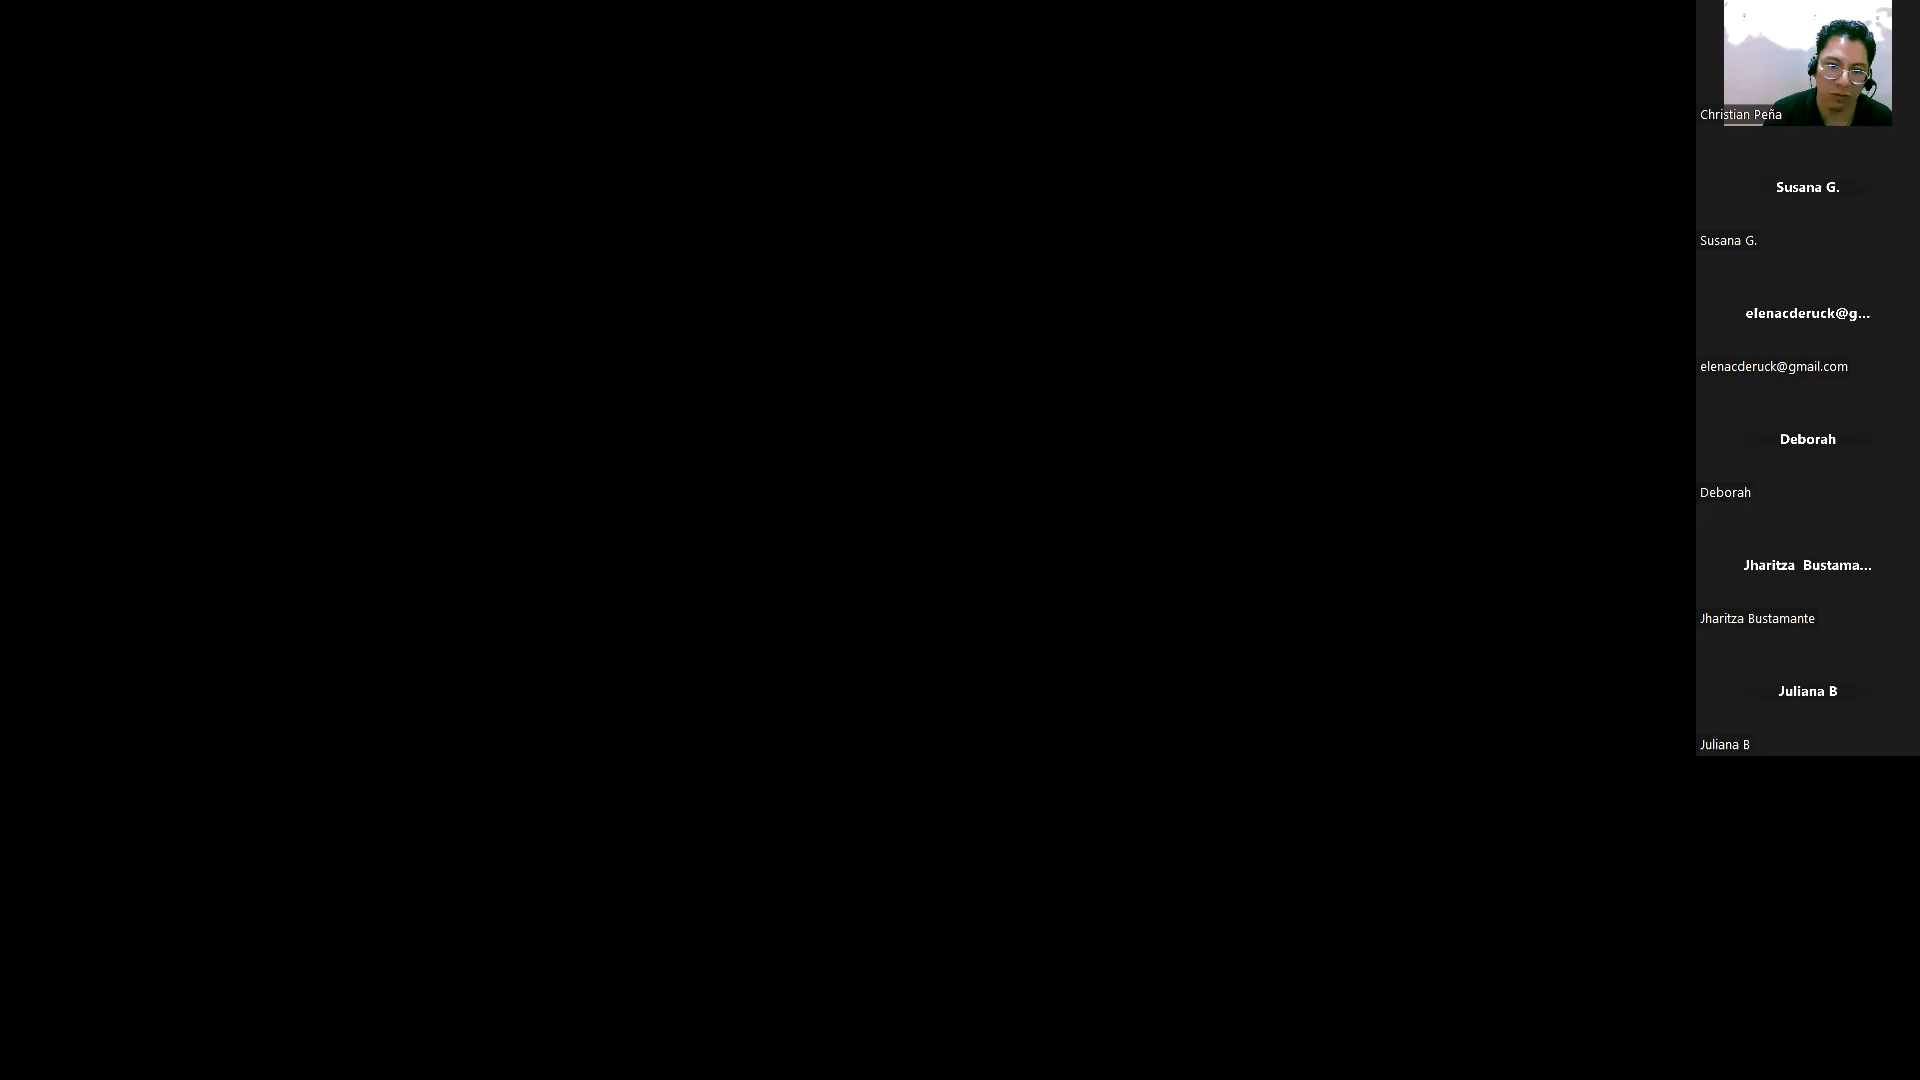 Christian Peña
Susana G.
Susana G.
elenacderuck@g...
elenacderuck@gmail.com
Deborah
Deborah
Jharitza  Bustama...
Jharitza Bustamante
Juliana B
Juliana B